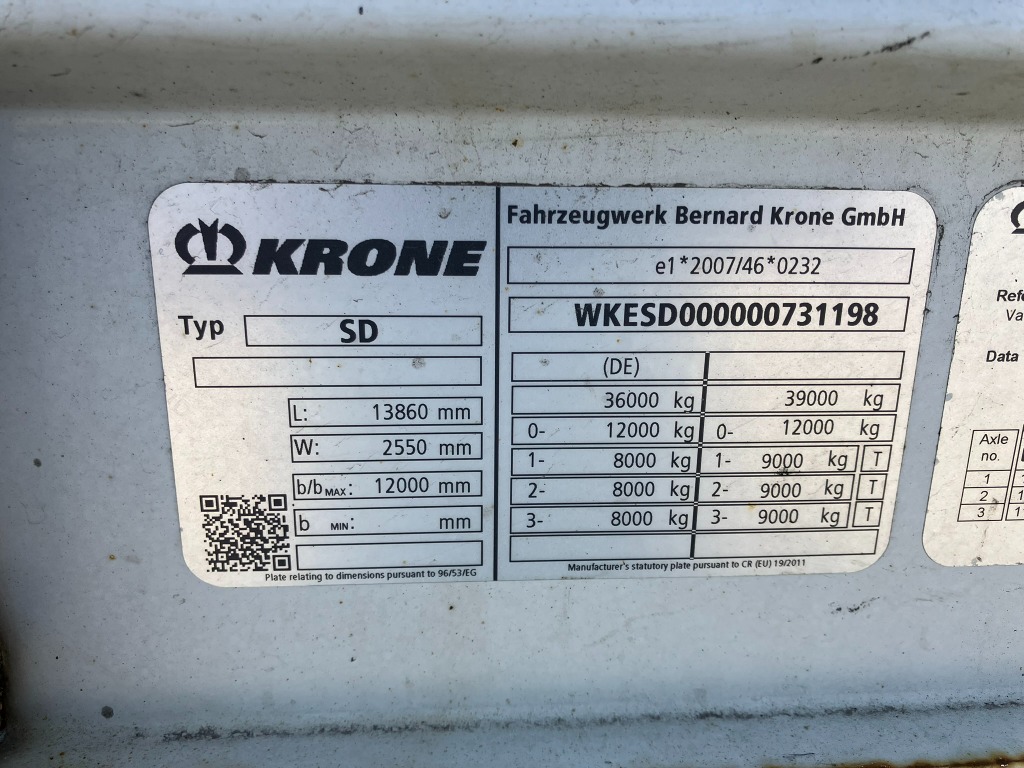 KRONE
Typ SD
L: 13860 mm
W: 2550 mm
b/b MAX: 12000 mm
b MIN: mm
Plate relating to dimensions pursuant to 96/53/EG
Fahrzeugwerk Bernard Krone GmbH
e1*2007/46*0232
WKESD000000731198
(DE)
36000 kg 39000 kg
0- 12000 kg 0- 12000 kg
1- 8000 kg 1- 9000 kg T
2- 8000 kg 2- 9000 kg T
3- 8000 kg 3- 9000 kg T
Manufacturer's statutory plate pursuant to CR (EU) 19/2011
Data
Axle
no.
1
2
3